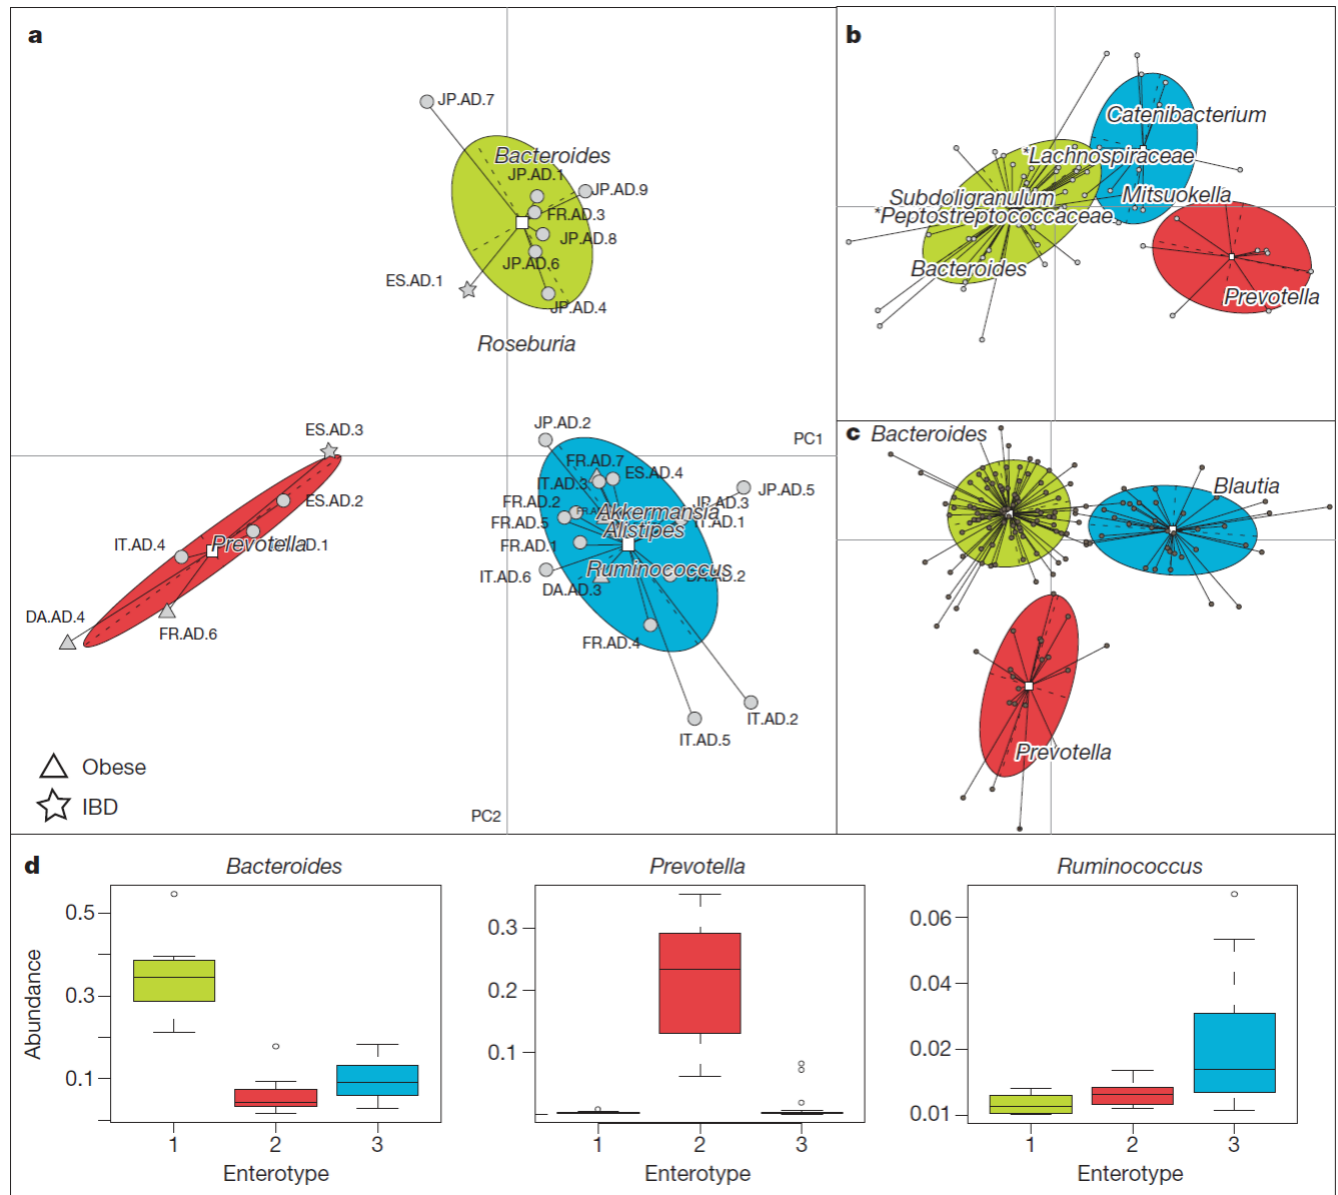 a
JP.AD.7
Bacteroides
JP.AD.1
JP.AD.9
FR.AD.3
JP.AD.8
JP.AD.6
ES.AD.1
JP.AD.4
Roseburia
ES.AD.3
JP.AD.2
PC1
FR.AD.7
ES.AD.4
IT.AD.3
JP.AD.5
ES.AD.2
FR.AD.2
JP.AD.3
Akkermansia
FR.AD.5
IT.AD.1
Alistipes
IT.AD.4
Prevotella
FR.AD.1
Ruminococcus
IT.AD.6
DA.AD.2
DA.AD.3
DA.AD.4
FR.AD.6
FR.AD.4
IT.AD.2
IT.AD.5
Obese
IBD
PC2
b
Catenibacterium
*Lachnospiraceae
Subdoligranulum
Mitsuokella
*Peptostreptococcaceae
Bacteroides
Prevotella
c
Bacteroides
Blautia
Prevotella
d
Bacteroides
Abundance
0.5
0.3
0.1
1 2 3
Enterotype
Prevotella
0.3
0.2
0.1
1 2 3
Enterotype
Ruminococcus
0.06
0.04
0.02
0.01
1 2 3
Enterotype